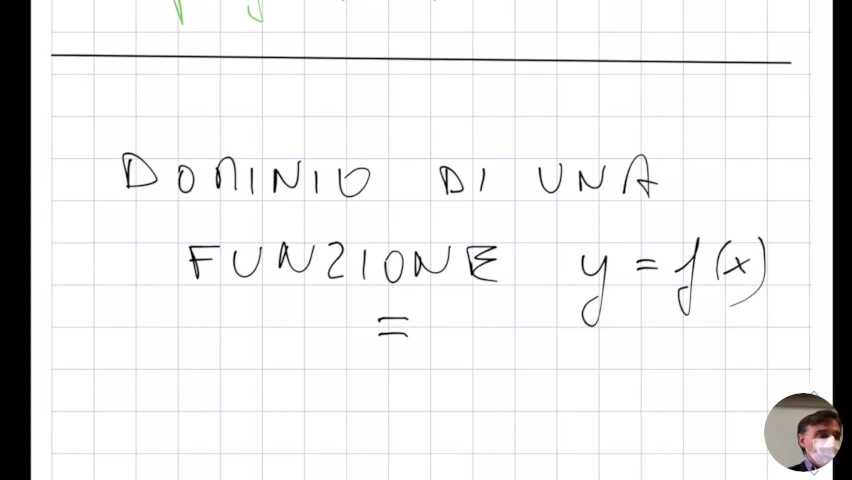 DOMINIO DI UNA
FUNZIONE y = f(x)
=